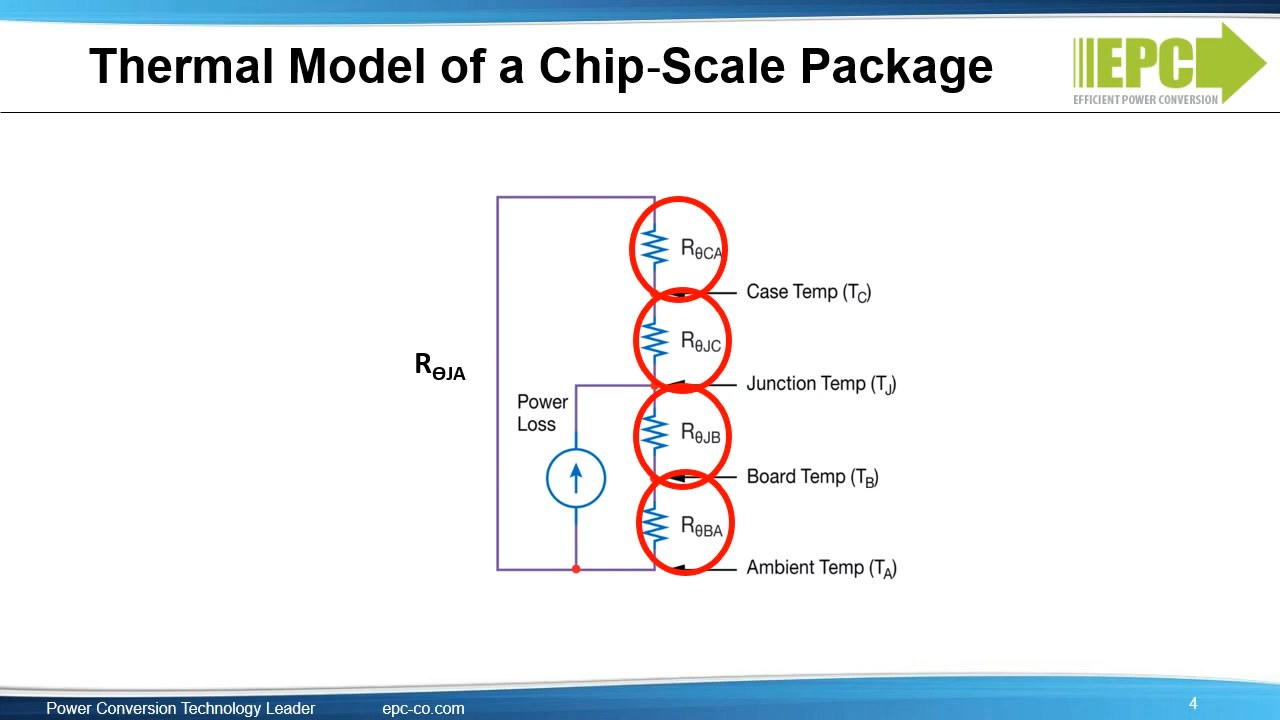 Thermal Model of a Chip-Scale Package
EPC
EFFICIENT POWER CONVERSION
RθCA
Case Temp (TC)
RθJC
RΘJA
Junction Temp (TJ)
Power
Loss
RθJB
Board Temp (TB)
RθBA
Ambient Temp (TA)
Power Conversion Technology Leader
epc-co.com
4